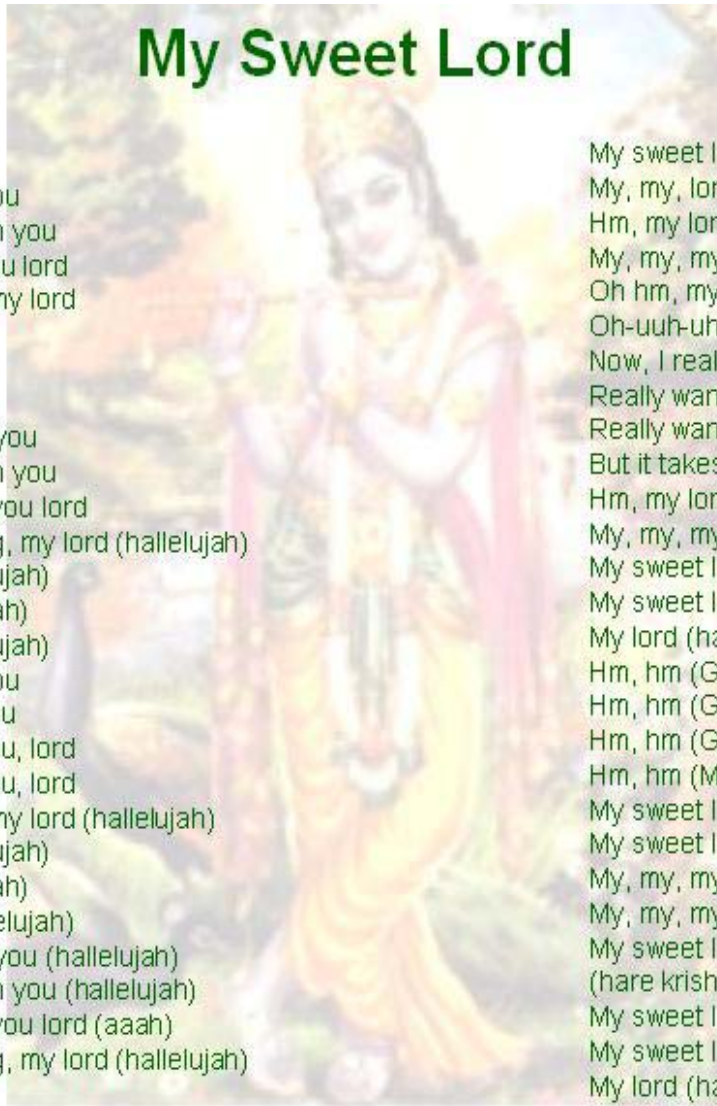 My Sweet Lord
ou
n you
u lord
ny lord
you
n you
you lord
g, my lord (hallelujah)
ujah)
ah)
ujah)
ou
u
u, lord
u, lord
ny lord (hallelujah)
ujah)
ah)
elujah)
you (hallelujah)
n you (hallelujah)
you lord (aaah)
g, my lord (hallelujah)
My sweet l
My, my, lor
Hm, my lor
My, my, my
Oh hm, my
Oh-uuh-uh
Now, I real
Really wan
Really wan
But it takes
Hm, my lor
My, my, my
My sweet l
My sweet l
My lord (ha
Hm, hm (G
Hm, hm (G
Hm, hm (G
Hm, hm (M
My sweet l
My sweet l
My, my, my
My, my, my
My sweet l
(hare krish
My sweet l
My sweet l
My lord (ha